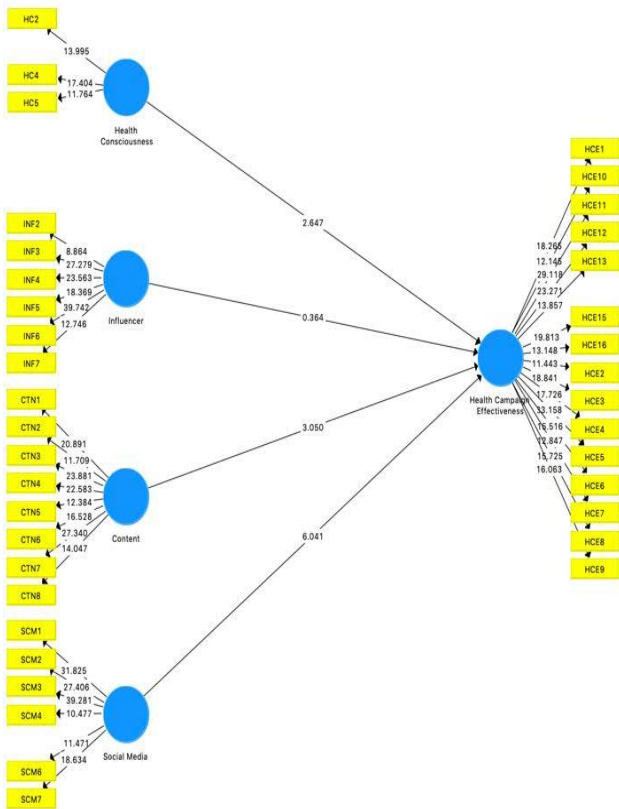 HC2
13.995
HC4
17.404
HC5
11.764
Health
Consciousness
2.647
INF2
8.864
INF3
27.279
INF4
23.563
INF5
18.369
INF6
39.742
INF7
12.746
Influencer
0.364
CTN1
20.891
CTN2
11.709
CTN3
23.881
CTN4
22.583
CTN5
12.384
CTN6
16.528
CTN7
27.340
CTN8
14.047
Content
3.050
SCM1
31.825
SCM2
27.406
SCM3
39.281
SCM4
10.477
SCM6
11.471
SCM7
18.634
Social Media
6.041
Health Campaign
Effectiveness
HCE1
18.265
HCE10
12.145
HCE11
29.118
HCE12
23.271
HCE13
13.857
HCE15
19.813
HCE16
13.148
HCE2
11.443
HCE3
18.841
HCE4
17.726
HCE5
33.158
HCE6
HCE7
12.847
HCE8
15.725
HCE9
16.063